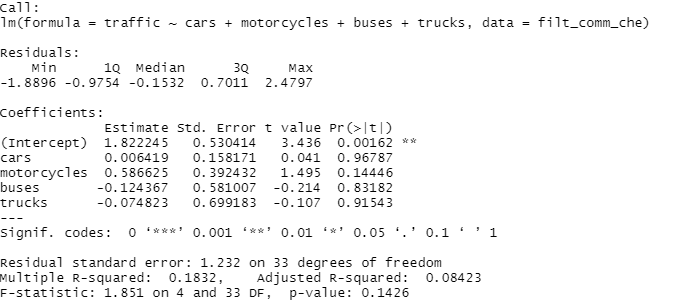 Call:
lm(formula = traffic ~ cars + motorcycles + buses + trucks, data = filt_comm_che)
Residuals:
Min 1Q Median 3Q Max
-1.8896 -0.9754 -0.1532 0.7011 2.4797
Coefficients:
Estimate Std. Error t value Pr(>|t|)
(Intercept) 1.822245 0.530414 3.436 0.00162 **
cars 0.006419 0.158171 0.041 0.96787
motorcycles 0.586625 0.392432 1.495 0.14446
buses -0.124367 0.581007 -0.214 0.83182
trucks -0.074823 0.699183 -0.107 0.91543
---
Signif. codes: 0 ‘***’ 0.001 ‘**’ 0.01 ‘*’ 0.05 ‘.’ 0.1 ‘ ’ 1
Residual standard error: 1.232 on 33 degrees of freedom
Multiple R-squared: 0.1832, Adjusted R-squared: 0.08423
F-statistic: 1.851 on 4 and 33 DF, p-value: 0.1426